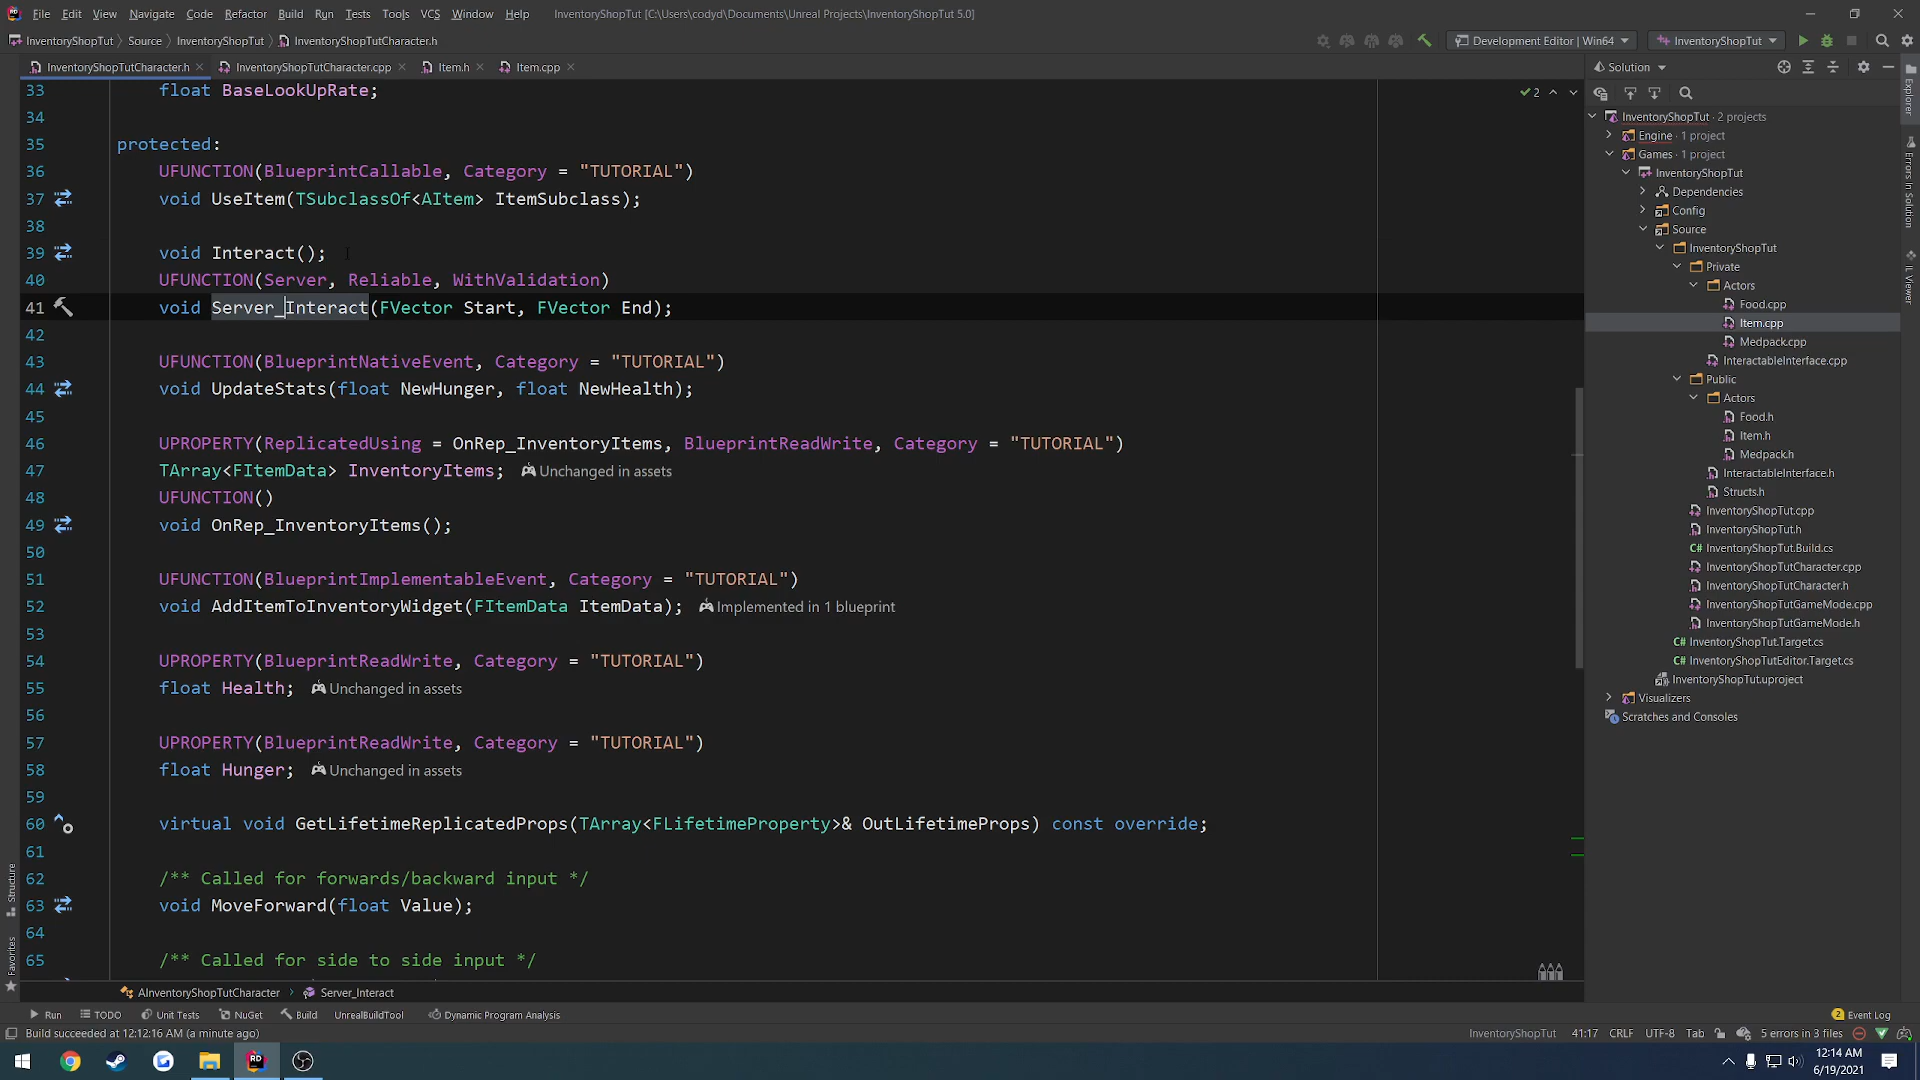 File Edit View Navigate Code Refactor Build Run Tests Tools VCS Window Help InventoryShopTut [C:\Users\codyd\Documents\Unreal Projects\InventoryShopTut 5.0]
InventoryShopTut Source InventoryShopTut InventoryShopTutCharacter.h Development Editor | Win64 InventoryShopTut
InventoryShopTutCharacter.h InventoryShopTutCharacter.cpp Item.h Item.cpp Solution
33 float BaseLookUpRate; 2
34
35 protected:
36 UFUNCTION(BlueprintCallable, Category = "TUTORIAL")
37 void UseItem(TSubclassOf<AItem> ItemSubclass);
38
39 void Interact();
40 UFUNCTION(Server, Reliable, WithValidation)
41 void Server_Interact(FVector Start, FVector End);
42
43 UFUNCTION(BlueprintNativeEvent, Category = "TUTORIAL")
44 void UpdateStats(float NewHunger, float NewHealth);
45
46 UPROPERTY(ReplicatedUsing = OnRep_InventoryItems, BlueprintReadWrite, Category = "TUTORIAL")
47 TArray<FItemData> InventoryItems; Unchanged in assets
48 UFUNCTION()
49 void OnRep_InventoryItems();
50
51 UFUNCTION(BlueprintImplementableEvent, Category = "TUTORIAL")
52 void AddItemToInventoryWidget(FItemData ItemData); Implemented in 1 blueprint
53
54 UPROPERTY(BlueprintReadWrite, Category = "TUTORIAL")
55 float Health; Unchanged in assets
56
57 UPROPERTY(BlueprintReadWrite, Category = "TUTORIAL")
58 float Hunger; Unchanged in assets
59
60 virtual void GetLifetimeReplicatedProps(TArray<FLifetimeProperty>& OutLifetimeProps) const override;
61
62 /** Called for forwards/backward input */
63 void MoveForward(float Value);
64
65 /** Called for side to side input */
InventoryShopTut · 2 projects
Engine · 1 project
Games · 1 project
InventoryShopTut
Dependencies
Config
Source
InventoryShopTut
Private
Actors
Food.cpp
Item.cpp
Medpack.cpp
InteractableInterface.cpp
Public
Actors
Food.h
Item.h
Medpack.h
InteractableInterface.h
Structs.h
InventoryShopTut.cpp
InventoryShopTut.h
C# InventoryShopTut.Build.cs
InventoryShopTutCharacter.cpp
InventoryShopTutCharacter.h
InventoryShopTutGameMode.cpp
InventoryShopTutGameMode.h
C# InventoryShopTut.Target.cs
C# InventoryShopTutEditor.Target.cs
InventoryShopTut.uproject
Visualizers
Scratches and Consoles
Explorer
Errors In Solution
IL Viewer
Structure
Favorites
AInventoryShopTutCharacter Server_Interact
Run TODO Unit Tests NuGet Build UnrealBuildTool Dynamic Program Analysis 2 Event Log
Build succeeded at 12:12:16 AM (a minute ago) InventoryShopTut 41:17 CRLF UTF-8 Tab 5 errors in 3 files
RD
12:14 AM
6/19/2021